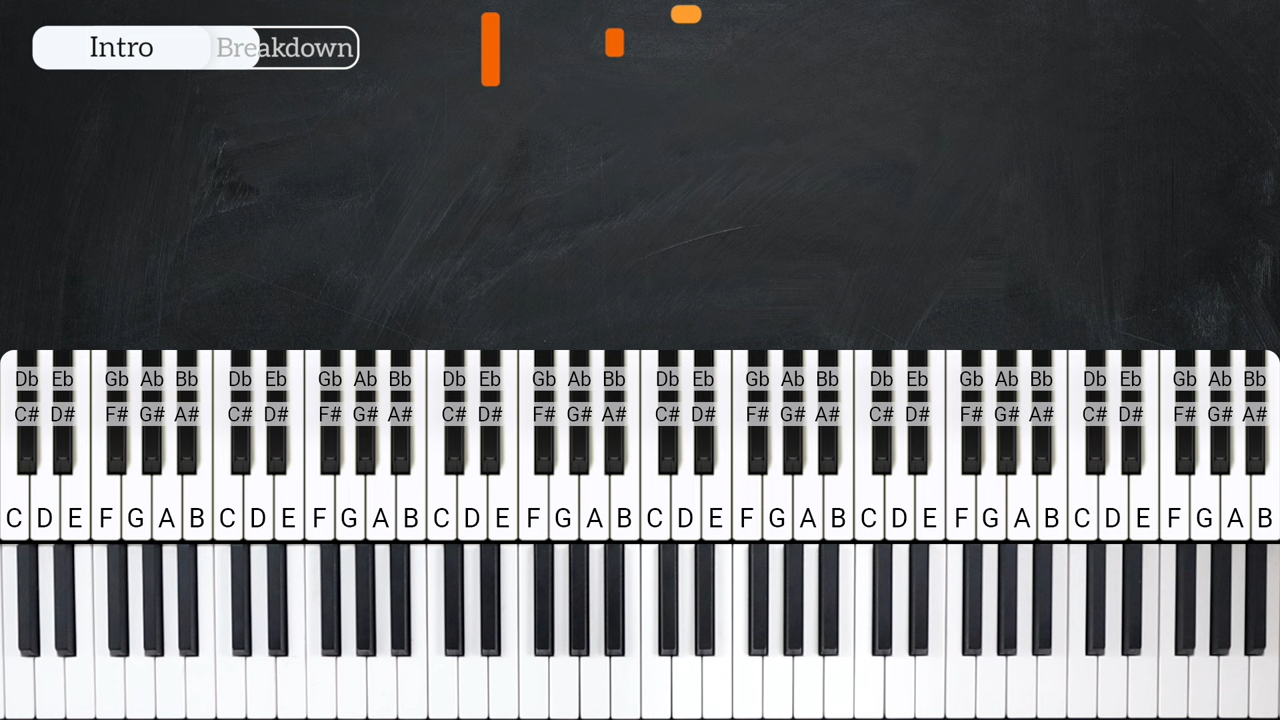 Intro Breakdown
Db Eb Gb Ab Bb Db Eb Gb Ab Bb Db Eb Gb Ab Bb Db Eb Gb Ab Bb Db Eb Gb Ab Bb Db Eb Gb Ab Bb
C# D# F# G# A# C# D# F# G# A# C# D# F# G# A# C# D# F# G# A# C# D# F# G# A# C# D# F# G# A#
C D E F G A B C D E F G A B C D E F G A B C D E F G A B C D E F G A B C D E F G A B